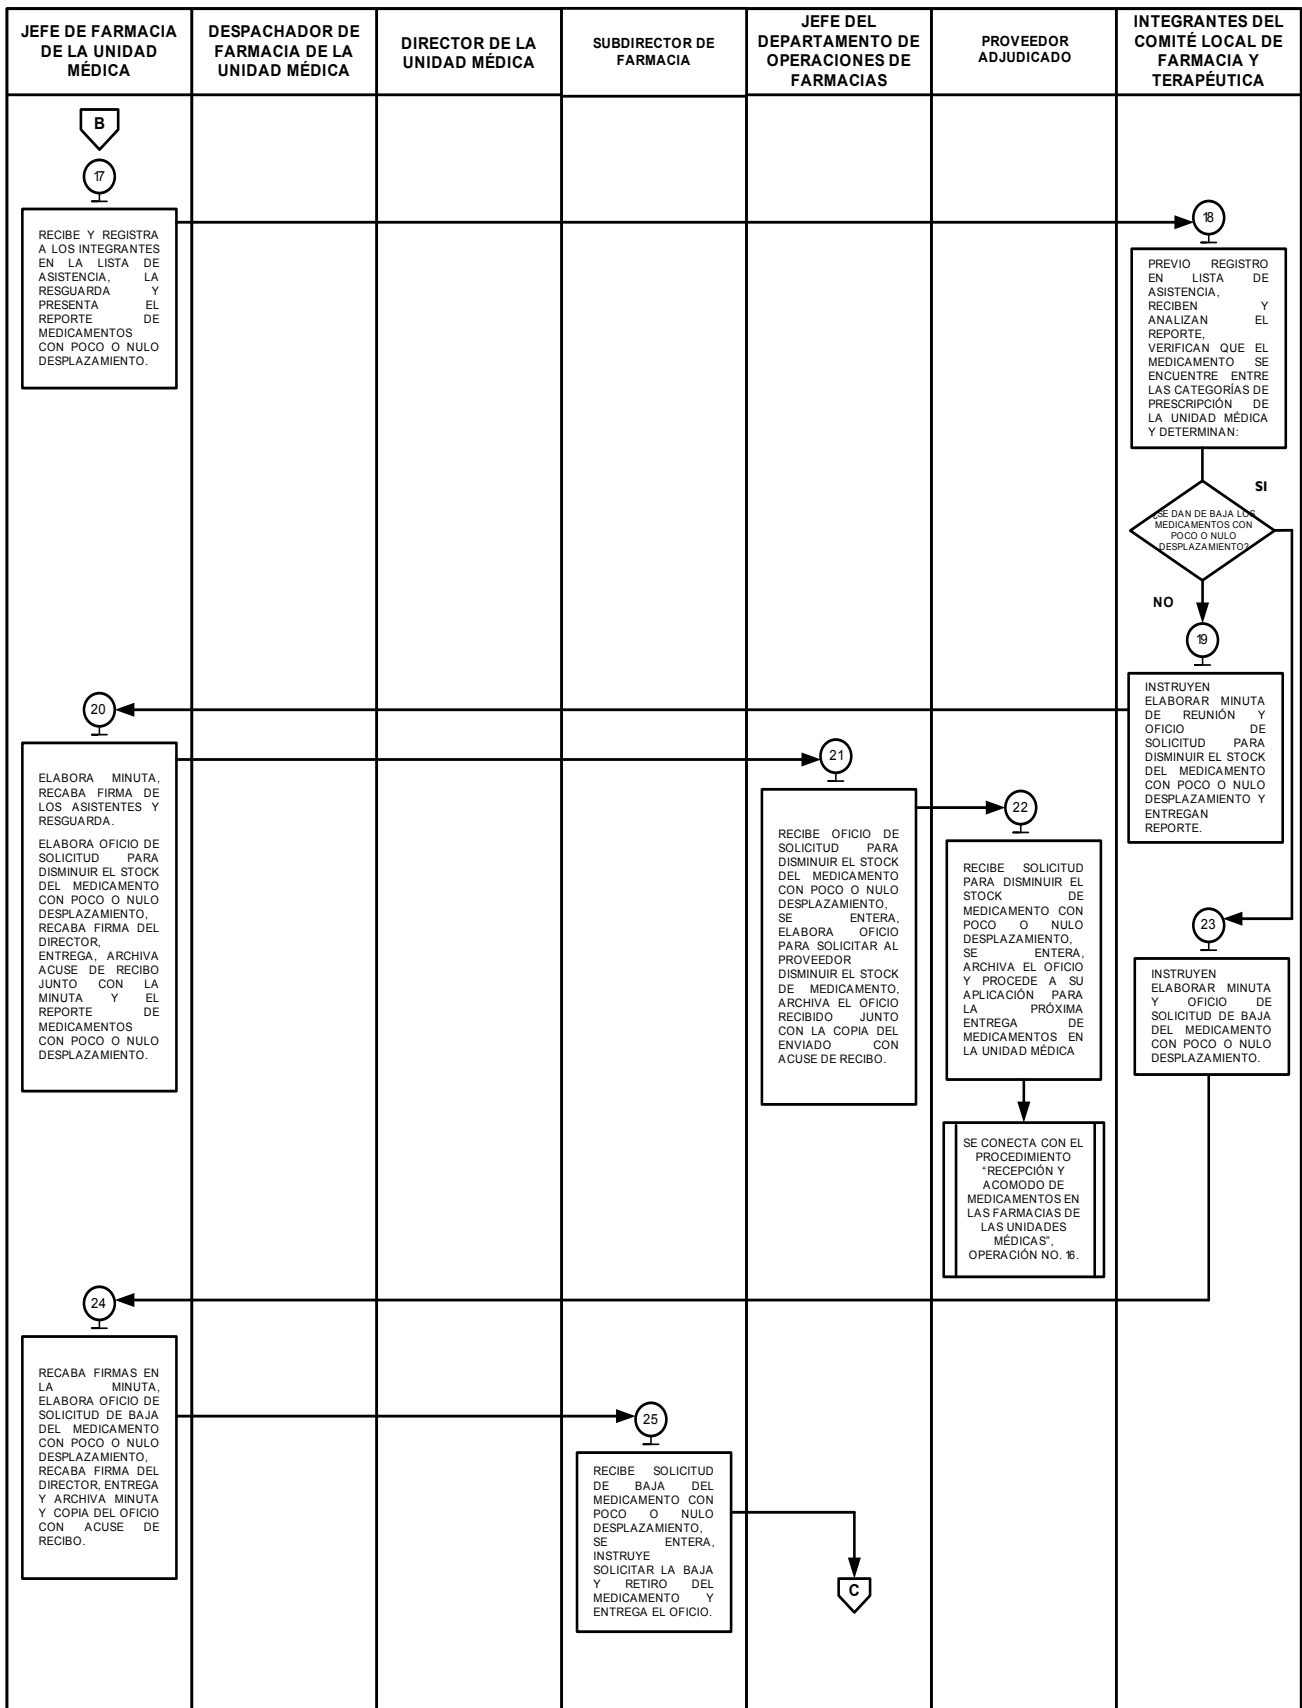 JEFE DE FARMACIA
DE LA UNIDAD
MÉDICA
DESPACHADOR DE
FARMACIA DE LA
UNIDAD MÉDICA
DIRECTOR DE LA
UNIDAD MÉDICA
SUBDIRECTOR DE
FARMACIA
JEFE DEL
DEPARTAMENTO DE
OPERACIONES DE
FARMACIAS
PROVEEDOR
ADJUDICADO
INTEGRANTES DEL
COMITÉ LOCAL DE
FARMACIA Y
TERAPÉUTICA
B
17
RECIBE Y REGISTRA
A LOS INTEGRANTES
EN LA LISTA DE
ASISTENCIA, LA
RESGUARDA Y
PRESENTA EL
REPORTE DE
MEDICAMENTOS
CON POCO O NULO
DESPLAZAMIENTO.
18
PREVIO REGISTRO
EN LISTA DE
ASISTENCIA,
RECIBEN Y
ANALIZAN EL
REPORTE,
VERIFICAN QUE EL
MEDICAMENTO SE
ENCUENTRE ENTRE
LAS CATEGORÍAS DE
PRESCRIPCIÓN DE
LA UNIDAD MÉDICA
Y DETERMINAN:
SI
¿SE DAN DE BAJA LOS
MEDICAMENTOS CON
POCO O NULO
DESPLAZAMIENTO?
NO
19
INSTRUYEN
ELABORAR MINUTA
DE REUNIÓN Y
OFICIO DE
SOLICITUD PARA
DISMINUIR EL STOCK
DEL MEDICAMENTO
CON POCO O NULO
DESPLAZAMIENTO Y
ENTREGAN
REPORTE.
20
ELABORA MINUTA,
RECABA FIRMA DE
LOS ASISTENTES Y
RESGUARDA.
ELABORA OFICIO DE
SOLICITUD PARA
DISMINUIR EL STOCK
DEL MEDICAMENTO
CON POCO O NULO
DESPLAZAMIENTO,
RECABA FIRMA DEL
DIRECTOR,
ENTREGA, ARCHIVA
ACUSE DE RECIBO
JUNTO CON LA
MINUTA Y EL
REPORTE DE
MEDICAMENTOS
CON POCO O NULO
DESPLAZAMIENTO.
21
RECIBE OFICIO DE
SOLICITUD PARA
DISMINUIR EL STOCK
DEL MEDICAMENTO
CON POCO O NULO
DESPLAZAMIENTO,
SE ENTERA,
ELABORA OFICIO
PARA SOLICITAR AL
PROVEEDOR
DISMINUIR EL STOCK
DE MEDICAMENTO,
ARCHIVA EL OFICIO
RECIBIDO JUNTO
CON LA COPIA DEL
ENVIADO CON
ACUSE DE RECIBO.
22
RECIBE SOLICITUD
PARA DISMINUIR EL
STOCK DE
MEDICAMENTO CON
POCO O NULO
DESPLAZAMIENTO,
SE ENTERA,
ARCHIVA EL OFICIO
Y PROCEDE A SU
APLICACIÓN PARA
LA PRÓXIMA
ENTREGA DE
MEDICAMENTOS EN
LA UNIDAD MÉDICA
SE CONECTA CON EL
PROCEDIMIENTO
“RECEPCIÓN Y
ACOMODO DE
MEDICAMENTOS EN
LAS FARMACIAS DE
LAS UNIDADES
MÉDICAS”,
OPERACIÓN NO. 16.
23
INSTRUYEN
ELABORAR MINUTA
Y OFICIO DE
SOLICITUD DE BAJA
DEL MEDICAMENTO
CON POCO O NULO
DESPLAZAMIENTO.
24
RECABA FIRMAS EN
LA MINUTA,
ELABORA OFICIO DE
SOLICITUD DE BAJA
DEL MEDICAMENTO
CON POCO O NULO
DESPLAZAMIENTO,
RECABA FIRMA DEL
DIRECTOR, ENTREGA
Y ARCHIVA MINUTA
Y COPIA DEL OFICIO
CON ACUSE DE
RECIBO.
25
RECIBE SOLICITUD
DE BAJA DEL
MEDICAMENTO CON
POCO O NULO
DESPLAZAMIENTO,
SE ENTERA,
INSTRUYE
SOLICITAR LA BAJA
Y RETIRO DEL
MEDICAMENTO Y
ENTREGA EL OFICIO.
C